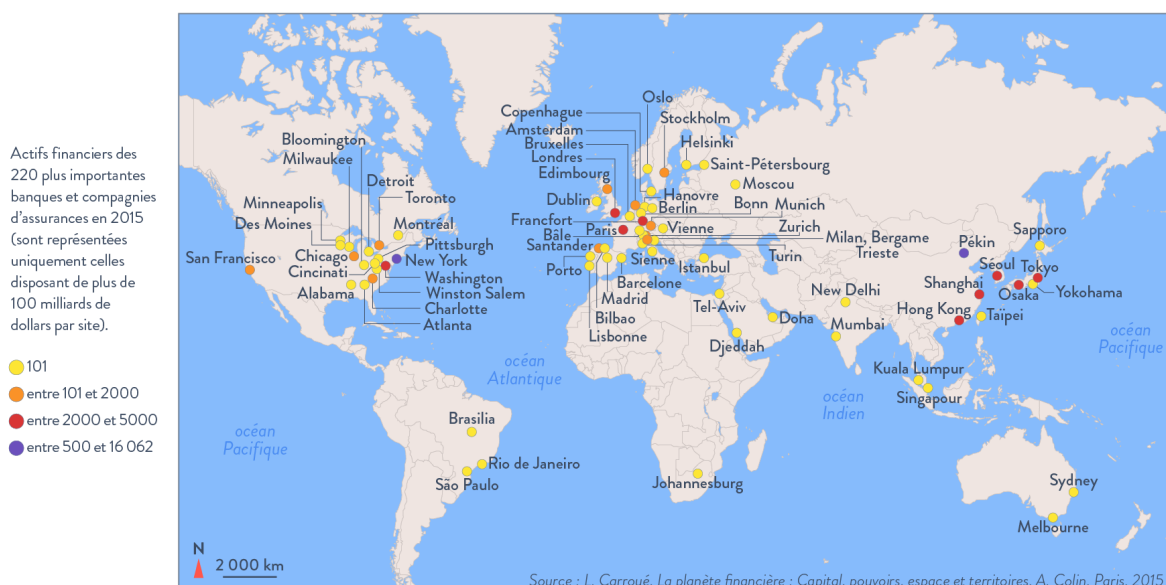 Actifs financiers des
220 plus importantes
banques et compagnies
d'assurances en 2015
(sont représentées
uniquement celles
disposant de plus de
100 milliards de
dollars par site).
101
entre 101 et 2000
entre 2000 et 5000
entre 500 et 16 062
Oslo
Copenhague
Stockholm
Amsterdam
Bruxelles
Helsinki
Londres
Saint-Pétersbourg
Edimbourg
Moscou
Dublin
Hanovre
Berlin
Bonn
Munich
Francfort
Paris
Vienne
Zurich
Bâle
Milan, Bergame
Santander
Trieste
Turin
Sienne
Porto
Istanbul
Barcelone
Madrid
Bilbao
Lisbonne
Tel-Aviv
Doha
Djeddah
Bloomington
Milwaukee
Detroit
Toronto
Minneapolis
Des Moines
Montréal
Pittsburgh
Chicago
New York
San Francisco
Cincinati
Washington
Alabama
Winston Salem
Charlotte
Atlanta
Sapporo
Pékin
Séoul
Tokyo
Shanghai
Osaka
Yokohama
New Delhi
Hong Kong
Taïpei
Mumbai
Kuala Lumpur
Singapour
océan
Atlantique
océan
Pacifique
océan
Indien
océan
Pacifique
Brasilia
Rio de Janeiro
São Paulo
Johannesburg
Sydney
Melbourne
N
2 000 km
Source : L. Carroué, La planète financière : Capital, pouvoirs, espace et territoires, A. Colin, Paris, 2015